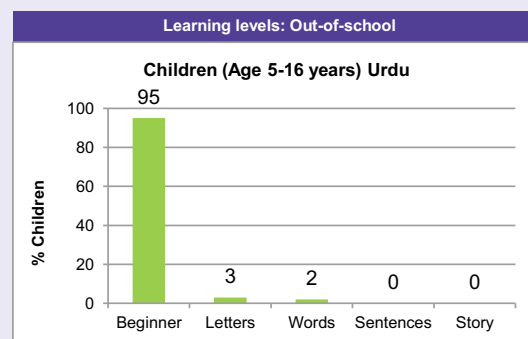 Learning levels: Out-of-school
Children (Age 5-16 years) Urdu
95
100
80
60
40
20
0
% Children
3
2
0
0
Beginner Letters Words Sentences Story